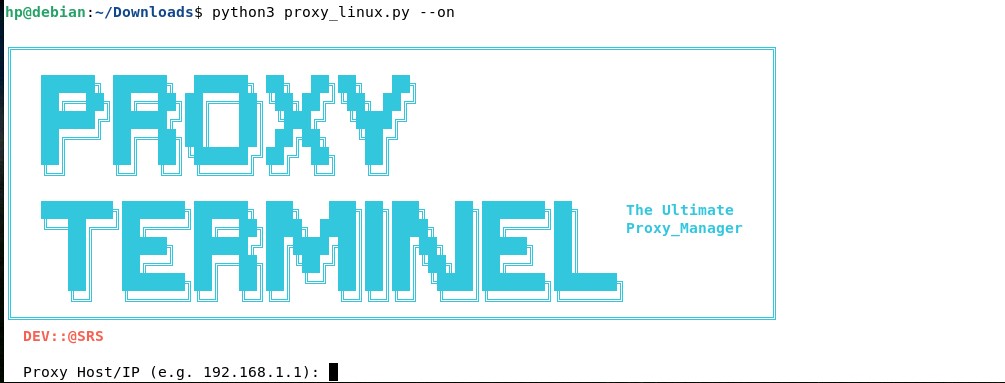 hp@debian:~/Downloads$ python3 proxy_linux.py --on
PROXY
TERMINEL
The Ultimate
Proxy_Manager
DEV::@SRS
Proxy Host/IP (e.g. 192.168.1.1):